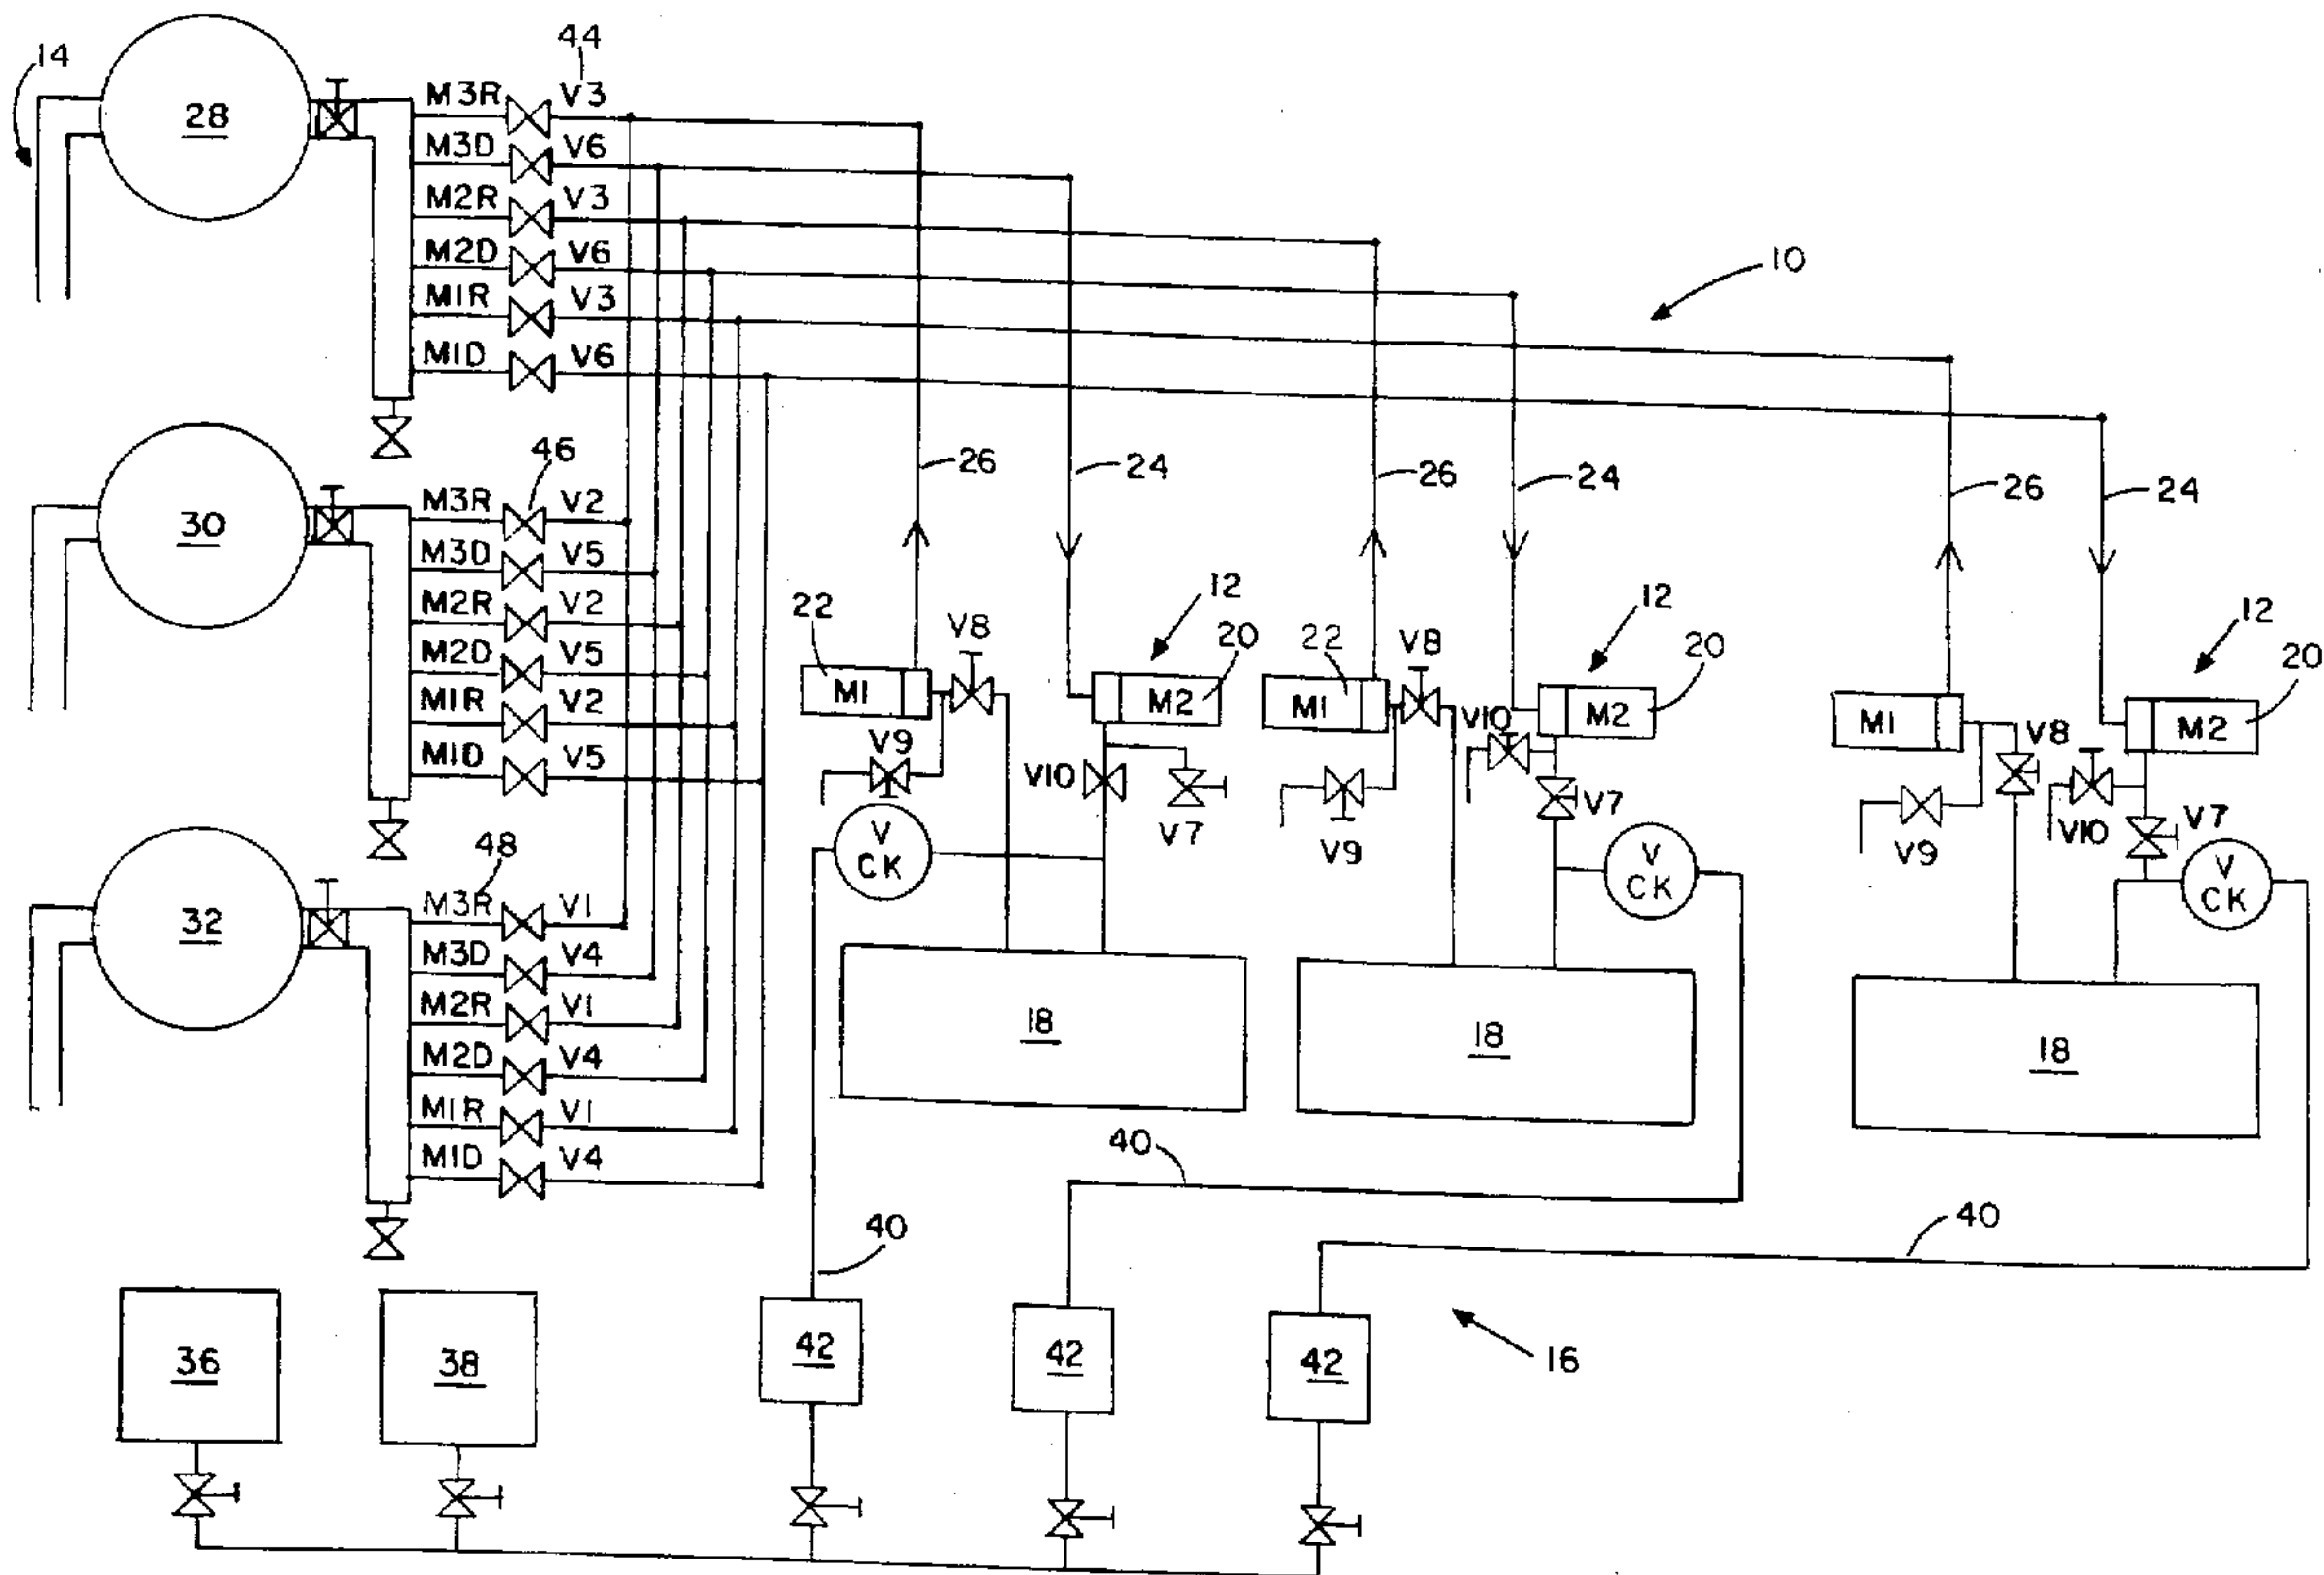 14
28
44
M3R V3
M3D V6
M2R V3
M2D V6
M1R V3
M1D V6
10
26
24
26
24
26
24
30
46
M3R V2
M3D V5
M2R V2
M2D V5
M1R V2
M1D V5
22
M1
V8
V9
12
20
M2
V10
V7
22
M1
V8
V9
12
20
M2
V10
V7
M1
V8
V9
12
20
M2
V10
V7
V
CK
V
CK
V
CK
32
48
M3R V1
M3D V4
M2R V1
M2D V4
M1R V1
M1D V4
18
18
18
40
40
40
36
38
42
42
42
16